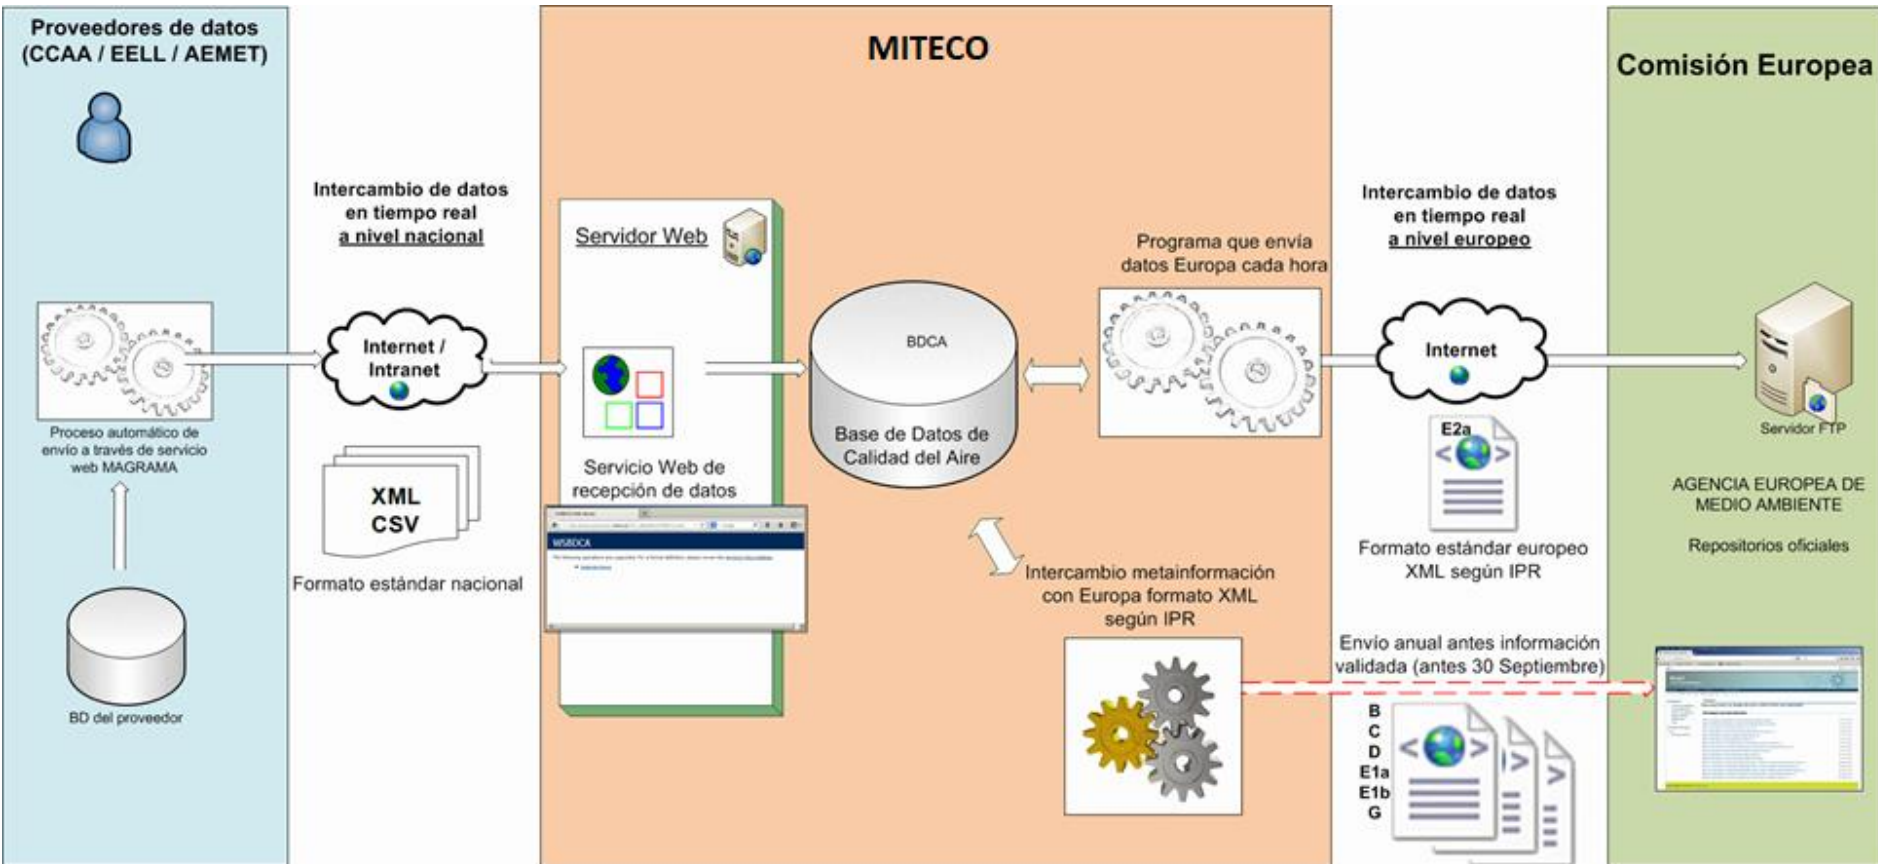 Proveedores de datos
(CCAA / EELL / AEMET)
Proceso automático de
envío a través de servicio
web MAGRAMA
BD del proveedor
Intercambio de datos
en tiempo real
a nivel nacional
Internet /
Intranet
XML
CSV
Formato estándar nacional
MITECO
Servidor Web
Servicio Web de
recepción de datos
WSBDCA
BDCA
Base de Datos de
Calidad del Aire
Programa que envía
datos Europa cada hora
Intercambio metainformación
con Europa formato XML
según IPR
Intercambio de datos
en tiempo real
a nivel europeo
Internet
E2a
Formato estándar europeo
XML según IPR
Envío anual antes información
validada (antes 30 Septiembre)
B
C
D
E1a
E1b
G
Comisión Europea
Servidor FTP
AGENCIA EUROPEA DE
MEDIO AMBIENTE
Repositorios oficiales